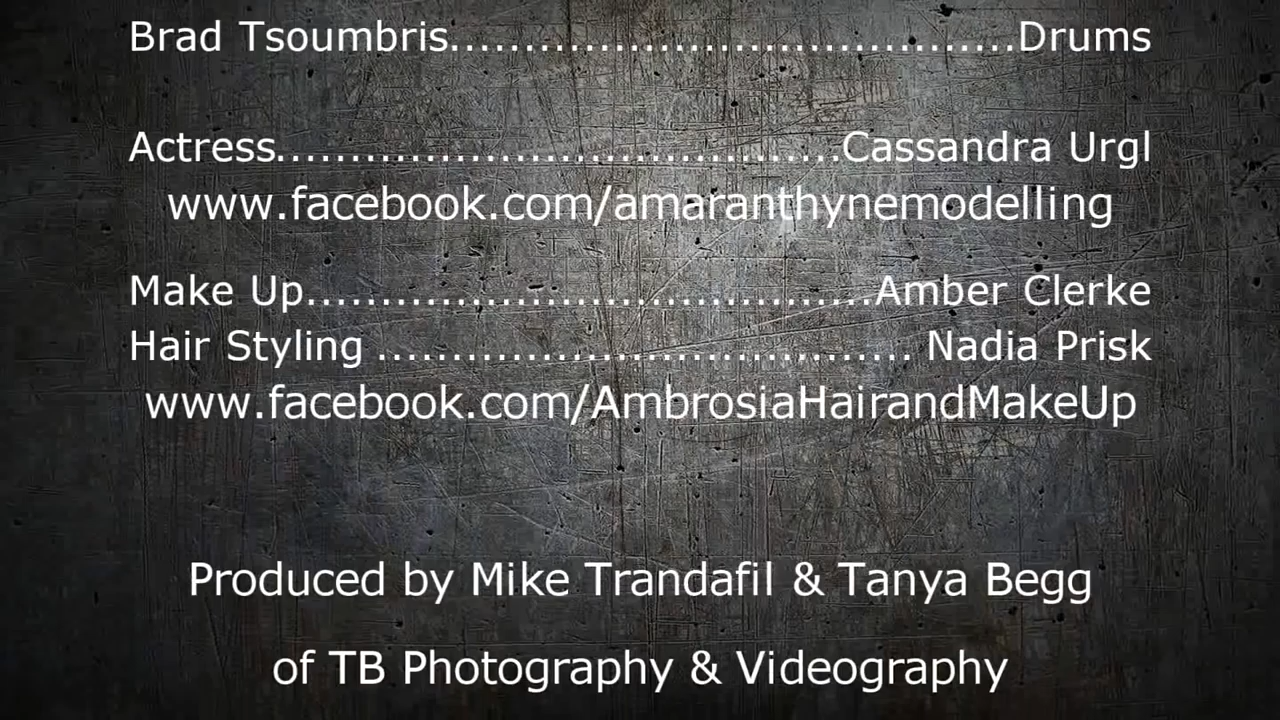 Brad Tsoumbris......................................Drums
Actress......................................Cassandra Urgl
www.facebook.com/amaranthynemodelling
Make Up......................................Amber Clerke
Hair Styling .................................... Nadia Prisk
www.facebook.com/AmbrosiaHairandMakeUp
Produced by Mike Trandafil & Tanya Begg
of TB Photography & Videography